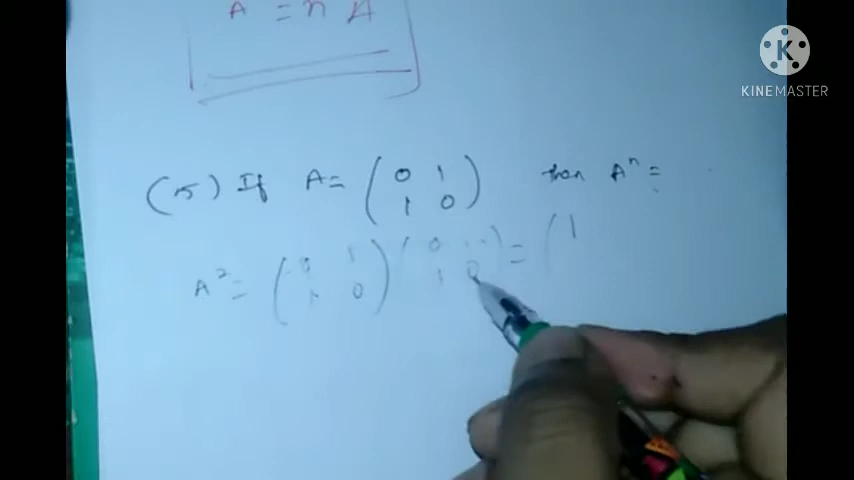 A = n A
K
KINEMASTER
(5) If A = ( 0 1 then Aⁿ =
1 0 )
A² = ( 0 1 ) ( 0 1 ) = ( 1
1 0 1 0